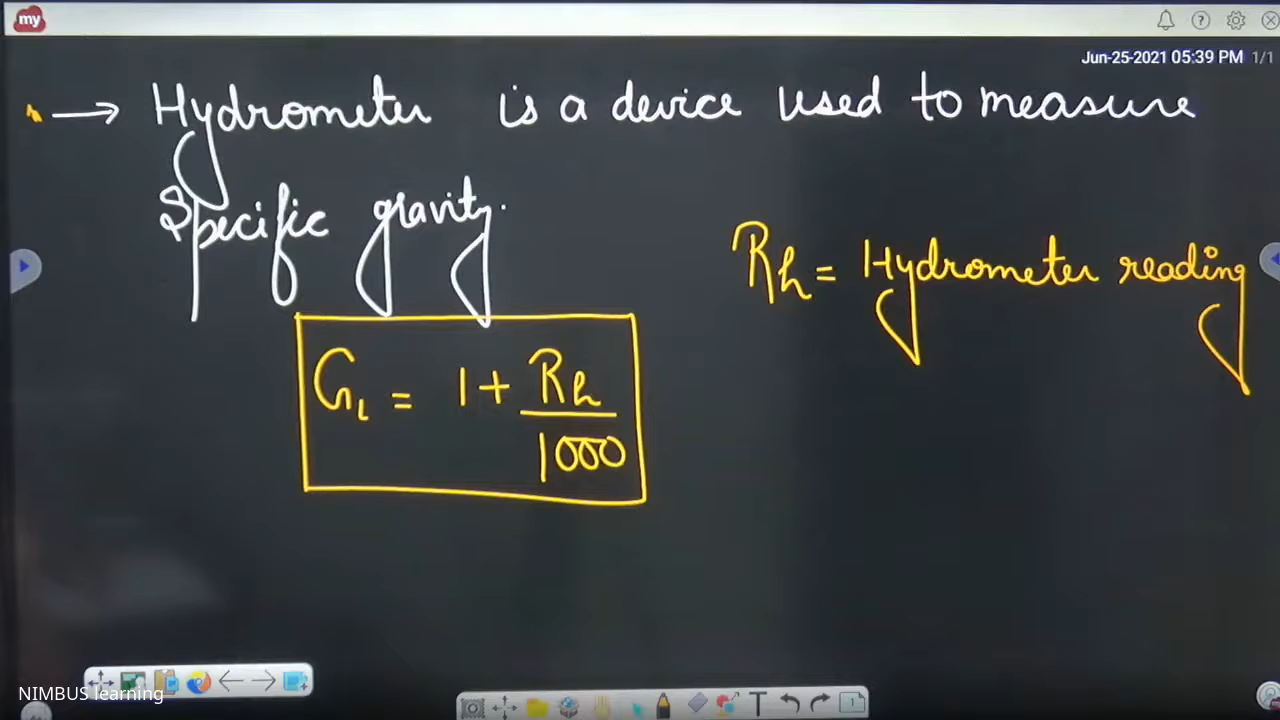 my
Jun-25-2021 05:39 PM 1/1
→ Hydrometer is a device used to measure
Specific gravity.
Rh = Hydrometer reading
GL = 1 + Rh
1000
NIMBUS learning